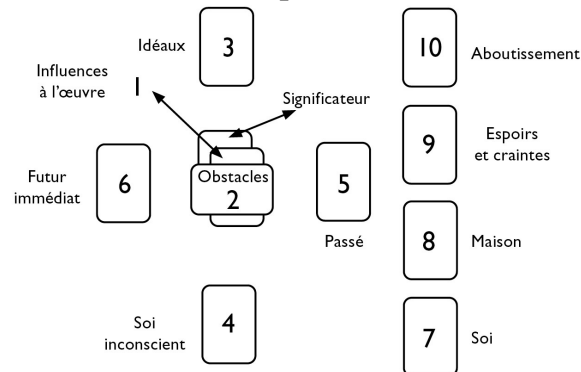 Idéaux
3
10
Aboutissement
Influences
à l'œuvre
1
Significateur
9
Espoirs
et craintes
Futur
immédiat
6
Obstacles
2
5
Passé
8
Maison
Soi
inconscient
4
7
Soi